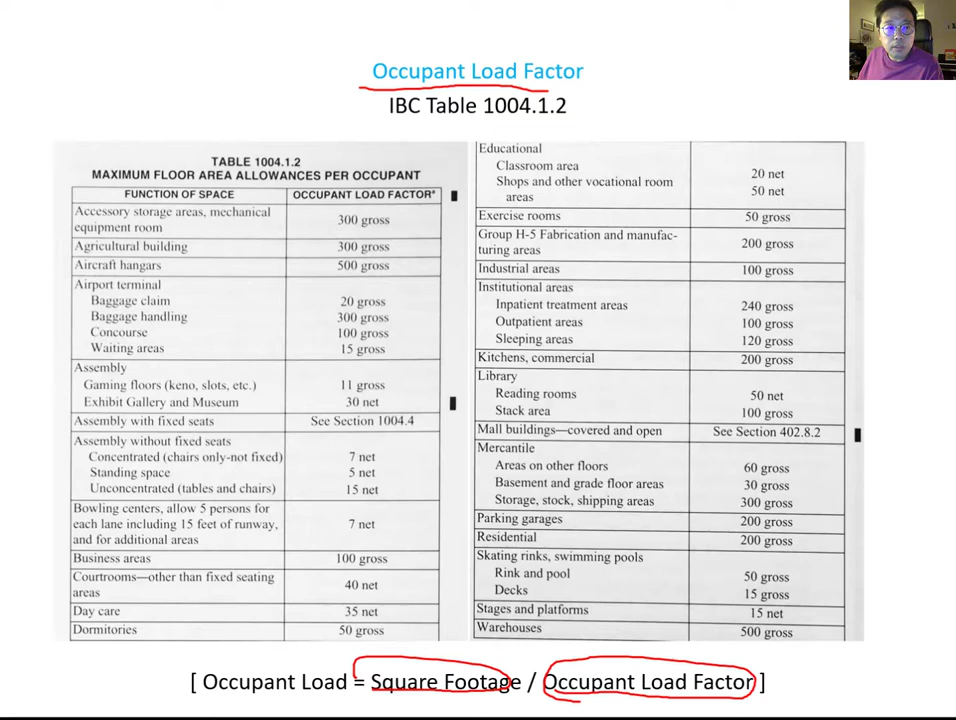 Occupant Load Factor
IBC Table 1004.1.2
TABLE 1004.1.2
MAXIMUM FLOOR AREA ALLOWANCES PER OCCUPANT
FUNCTION OF SPACE OCCUPANT LOAD FACTORᵃ
Accessory storage areas, mechanical
equipment room 300 gross
Agricultural building 300 gross
Aircraft hangars 500 gross
Airport terminal
Baggage claim 20 gross
Baggage handling 300 gross
Concourse 100 gross
Waiting areas 15 gross
Assembly
Gaming floors (keno, slots, etc.) 11 gross
Exhibit Gallery and Museum 30 net
Assembly with fixed seats See Section 1004.4
Assembly without fixed seats
Concentrated (chairs only-not fixed) 7 net
Standing space 5 net
Unconcentrated (tables and chairs) 15 net
Bowling centers, allow 5 persons for
each lane including 15 feet of runway, 7 net
and for additional areas
Business areas 100 gross
Courtrooms—other than fixed seating
areas 40 net
Day care 35 net
Dormitories 50 gross
Educational
Classroom area 20 net
Shops and other vocational room 50 net
areas
Exercise rooms 50 gross
Group H-5 Fabrication and manufac-
turing areas 200 gross
Industrial areas 100 gross
Institutional areas
Inpatient treatment areas 240 gross
Outpatient areas 100 gross
Sleeping areas 120 gross
Kitchens, commercial 200 gross
Library
Reading rooms 50 net
Stack area 100 gross
Mall buildings—covered and open See Section 402.8.2
Mercantile
Areas on other floors 60 gross
Basement and grade floor areas 30 gross
Storage, stock, shipping areas 300 gross
Parking garages 200 gross
Residential 200 gross
Skating rinks, swimming pools
Rink and pool 50 gross
Decks 15 gross
Stages and platforms 15 net
Warehouses 500 gross
[ Occupant Load = Square Footage / Occupant Load Factor ]